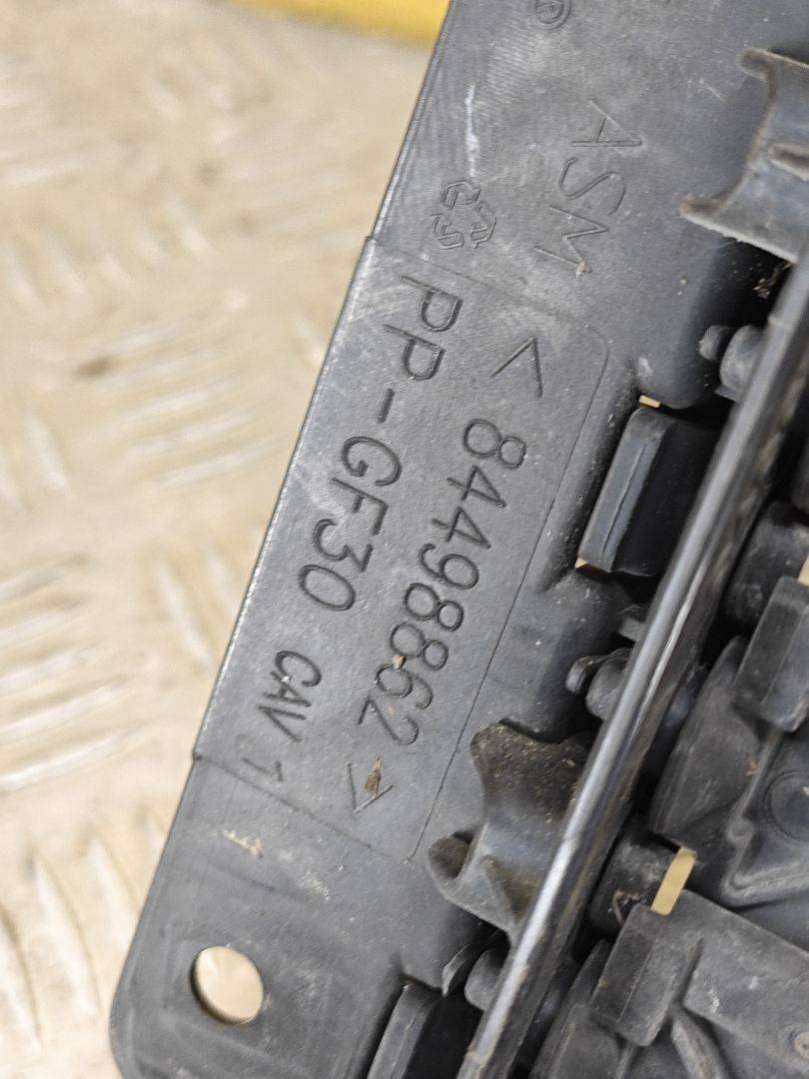 ASM
< 84498862 >
PP-GF30
CAV 1